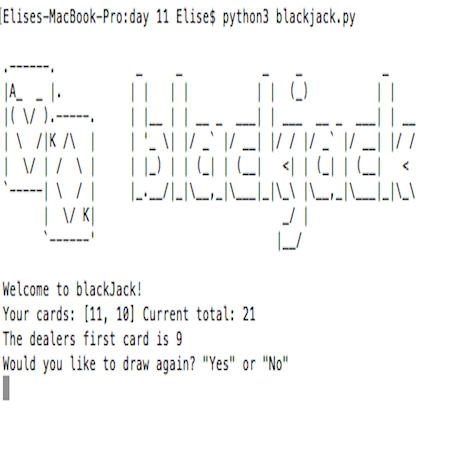 [Elises-MacBook-Pro:day 11 Elise$ python3 blackjack.py
A
K
blackjack
K
Welcome to blackJack!
Your cards: [11, 10] Current total: 21
The dealers first card is 9
Would you like to draw again? "Yes" or "No"